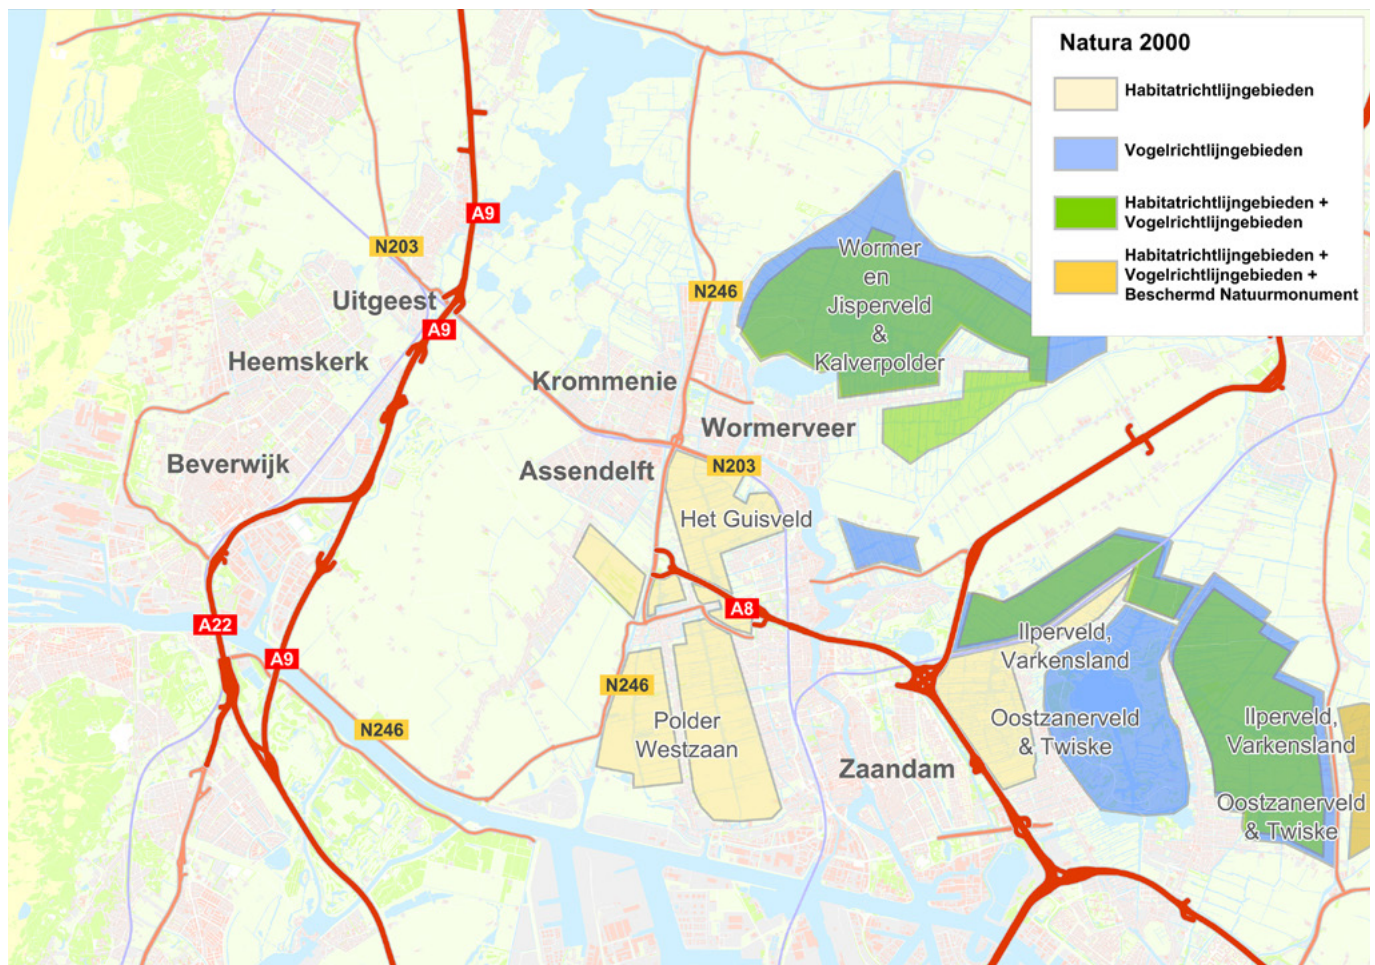 Natura 2000
Habitatrichtlijngebieden
Vogelrichtlijngebieden
Habitatrichtlijngebieden +
Vogelrichtlijngebieden
Habitatrichtlijngebieden +
Vogelrichtlijngebieden +
Beschermd Natuurmonument
A9
N203
Wormer
en
Jisperveld
&
Kalverpolder
Uitgeest
N246
A9
Heemskerk
Krommenie
Wormerveer
Beverwijk
Assendelft
N203
Het Guisveld
A8
A22
Ilperveld,
Varkensland
A9
N246
Oostzanerveld
& Twiske
Ilperveld,
Varkensland
N246
Polder
Westzaan
Zaandam
Oostzanerveld
& Twiske